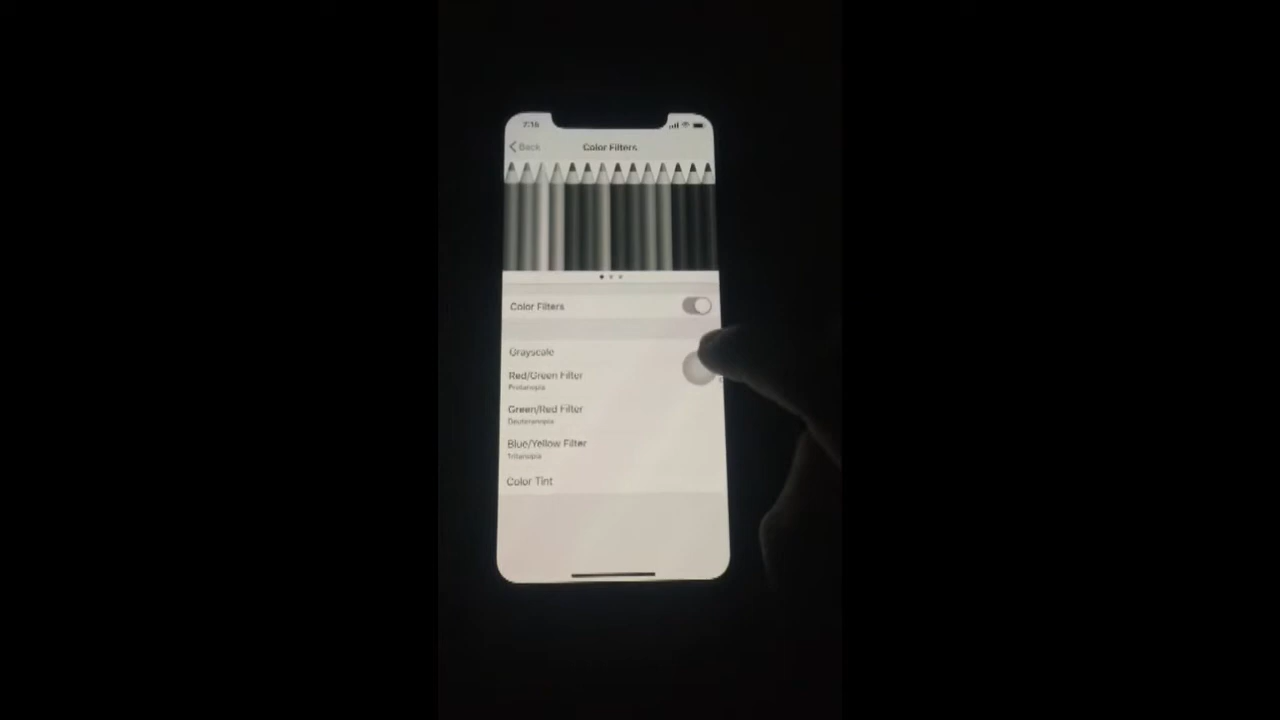 7:16
Back
Color Filters
Color Filters
Grayscale
Red/Green Filter
Protanopia
Green/Red Filter
Deuteranopia
Blue/Yellow Filter
Tritanopia
Color Tint